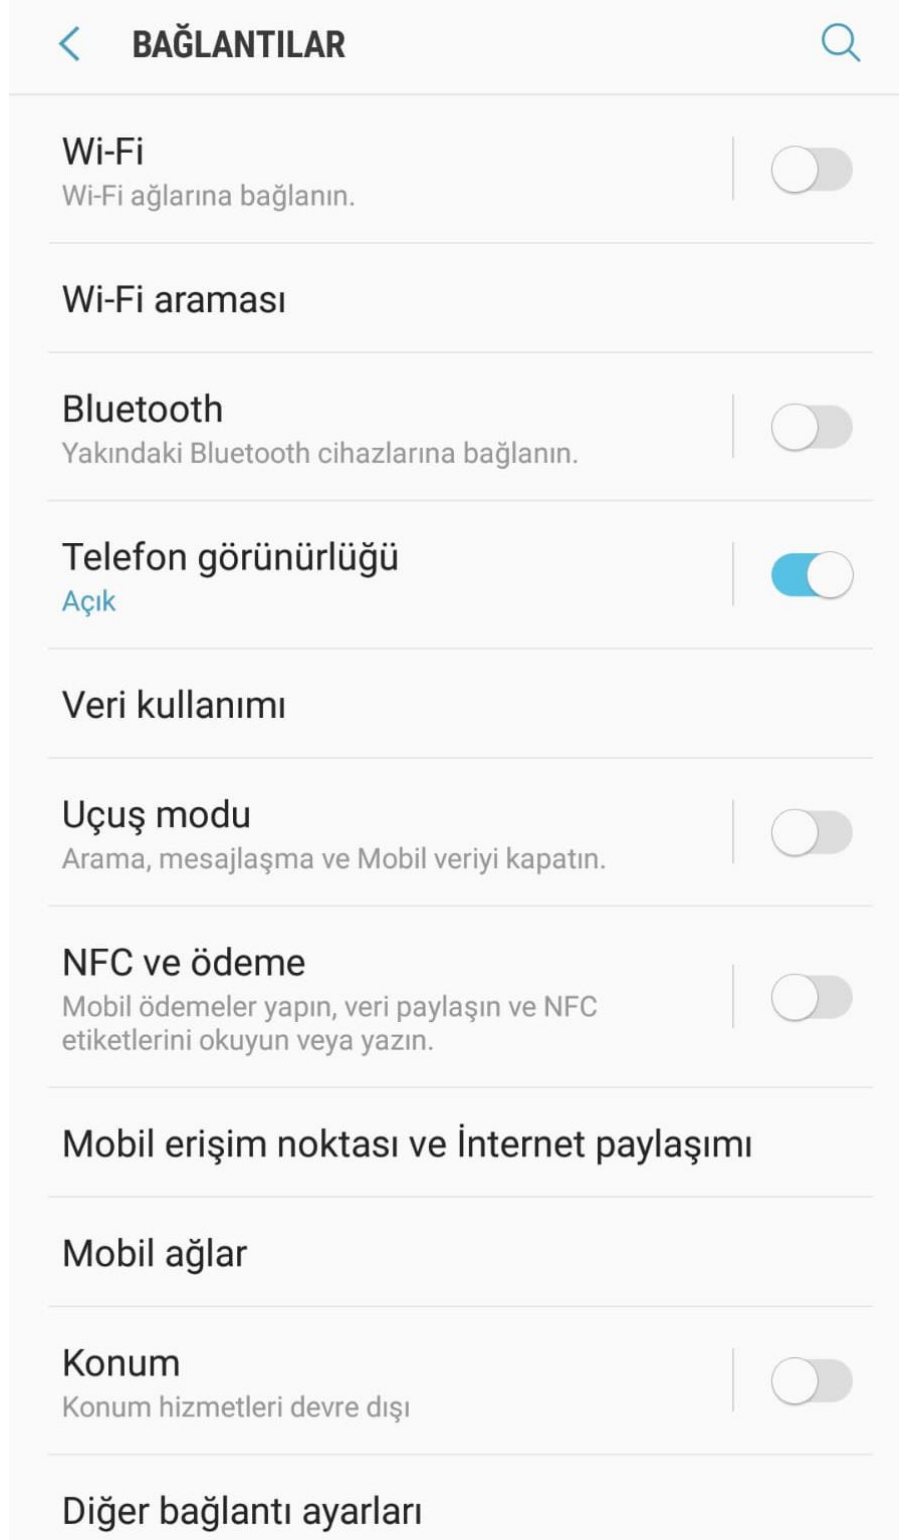 BAĞLANTILAR
Wi-Fi
Wi-Fi ağlarına bağlanın.
Wi-Fi araması
Bluetooth
Yakındaki Bluetooth cihazlarına bağlanın.
Telefon görünürlüğü
Açık
Veri kullanımı
Uçuş modu
Arama, mesajlaşma ve Mobil veriyi kapatın.
NFC ve ödeme
Mobil ödemeler yapın, veri paylaşın ve NFC
etiketlerini okuyun veya yazın.
Mobil erişim noktası ve İnternet paylaşımı
Mobil ağlar
Konum
Konum hizmetleri devre dışı
Diğer bağlantı ayarları